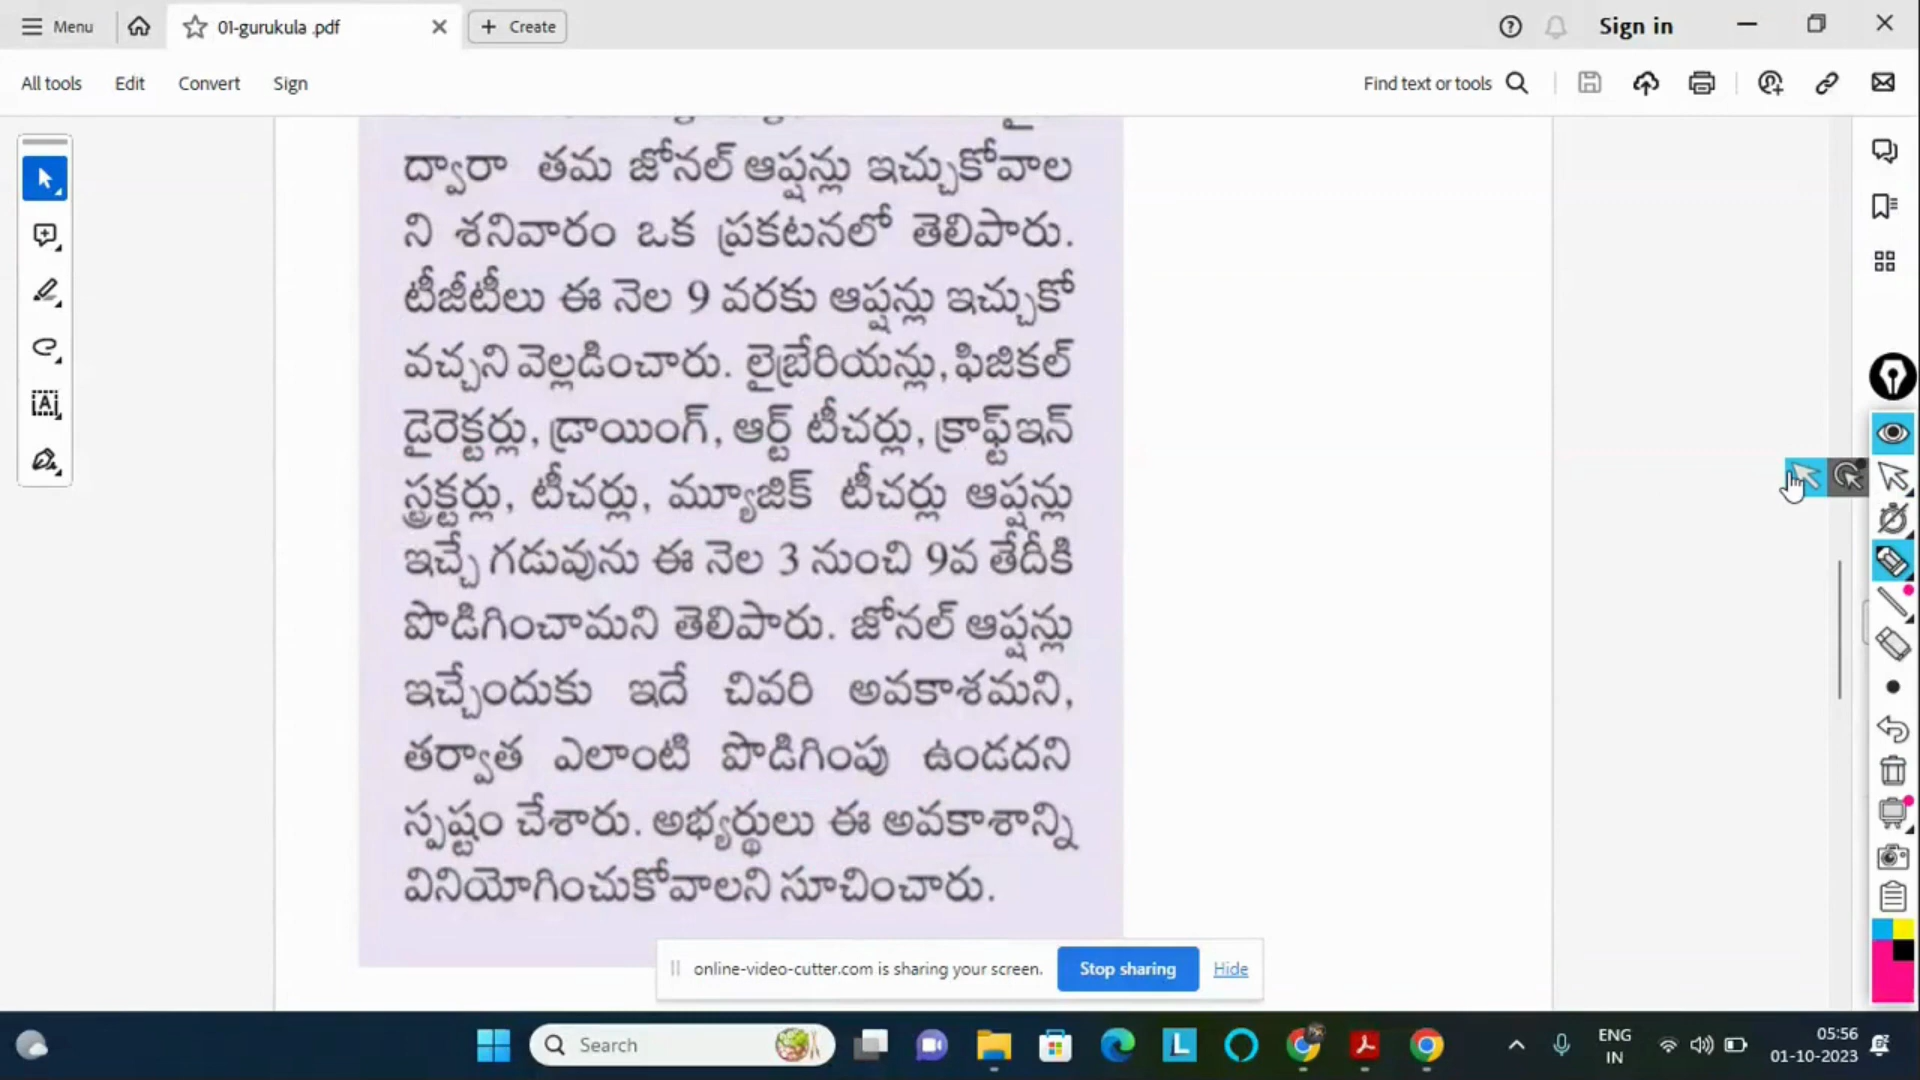 Menu
01-gurukula .pdf
Create
Sign in
All tools
Edit
Convert
Sign
Find text or tools
ద్వారా తమ జోనల్ ఆప్షన్లు ఇచ్చుకోవాల
ని శనివారం ఒక ప్రకటనలో తెలిపారు.
టీజీటీలు ఈ నెల 9 వరకు ఆప్షన్లు ఇచ్చుకో
వచ్చని వెల్లడించారు. లైబ్రేరియన్లు, ఫిజికల్
డైరెక్టర్లు, డ్రాయింగ్, ఆర్ట్ టీచర్లు, క్రాఫ్ట్ఇన్
స్ట్రక్టర్లు, టీచర్లు, మ్యూజిక్ టీచర్లు ఆప్షన్లు
ఇచ్చే గడువును ఈ నెల 3 నుంచి 9వ తేదీకి
పొడిగించామని తెలిపారు. జోనల్ ఆప్షన్లు
ఇచ్చేందుకు ఇదే చివరి అవకాశమని,
తర్వాత ఎలాంటి పొడిగింపు ఉండదని
స్పష్టం చేశారు. అభ్యర్థులు ఈ అవకాశాన్ని
వినియోగించుకోవాలని సూచించారు.
online-video-cutter.com is sharing your screen.
Stop sharing
Hide
Search
ENG
IN
05:56
01-10-2023